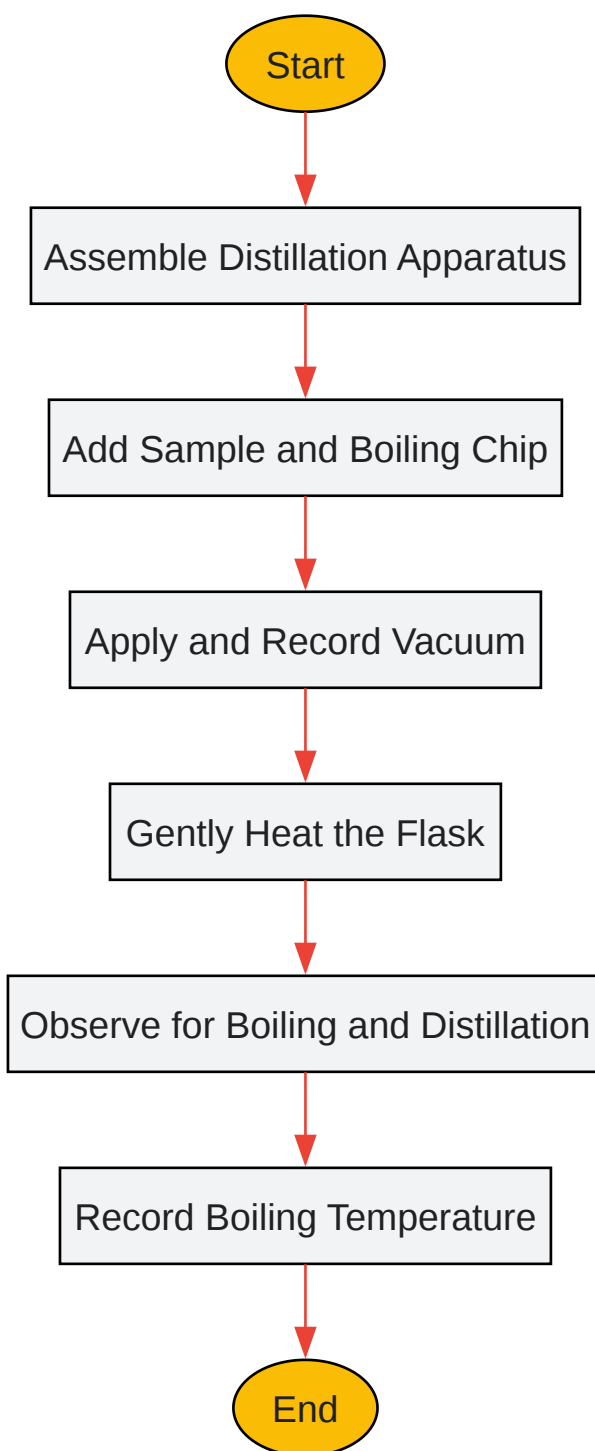 Start
Assemble Distillation Apparatus
Add Sample and Boiling Chip
Apply and Record Vacuum
Gently Heat the Flask
Observe for Boiling and Distillation
Record Boiling Temperature
End